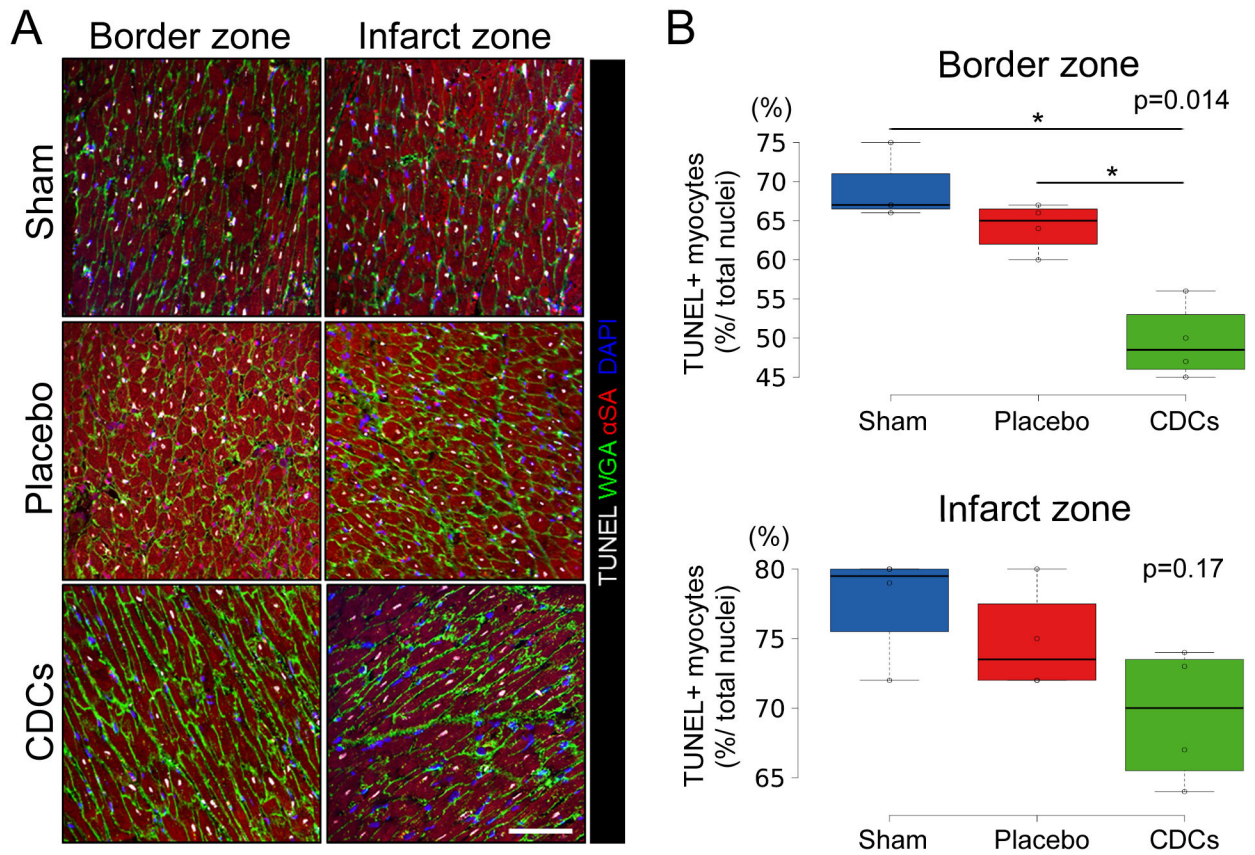 A
Border zone
Infarct zone
Sham
Placebo
CDCs
TUNEL WGA αSA DAPI
B
Border zone
p=0.014
(%)
*
*
TUNEL+ myocytes
(%/ total nuclei)
75
70
65
60
55
50
45
Sham
Placebo
CDCs
Infarct zone
(%)
p=0.17
TUNEL+ myocytes
(%/ total nuclei)
80
75
70
65
Sham
Placebo
CDCs